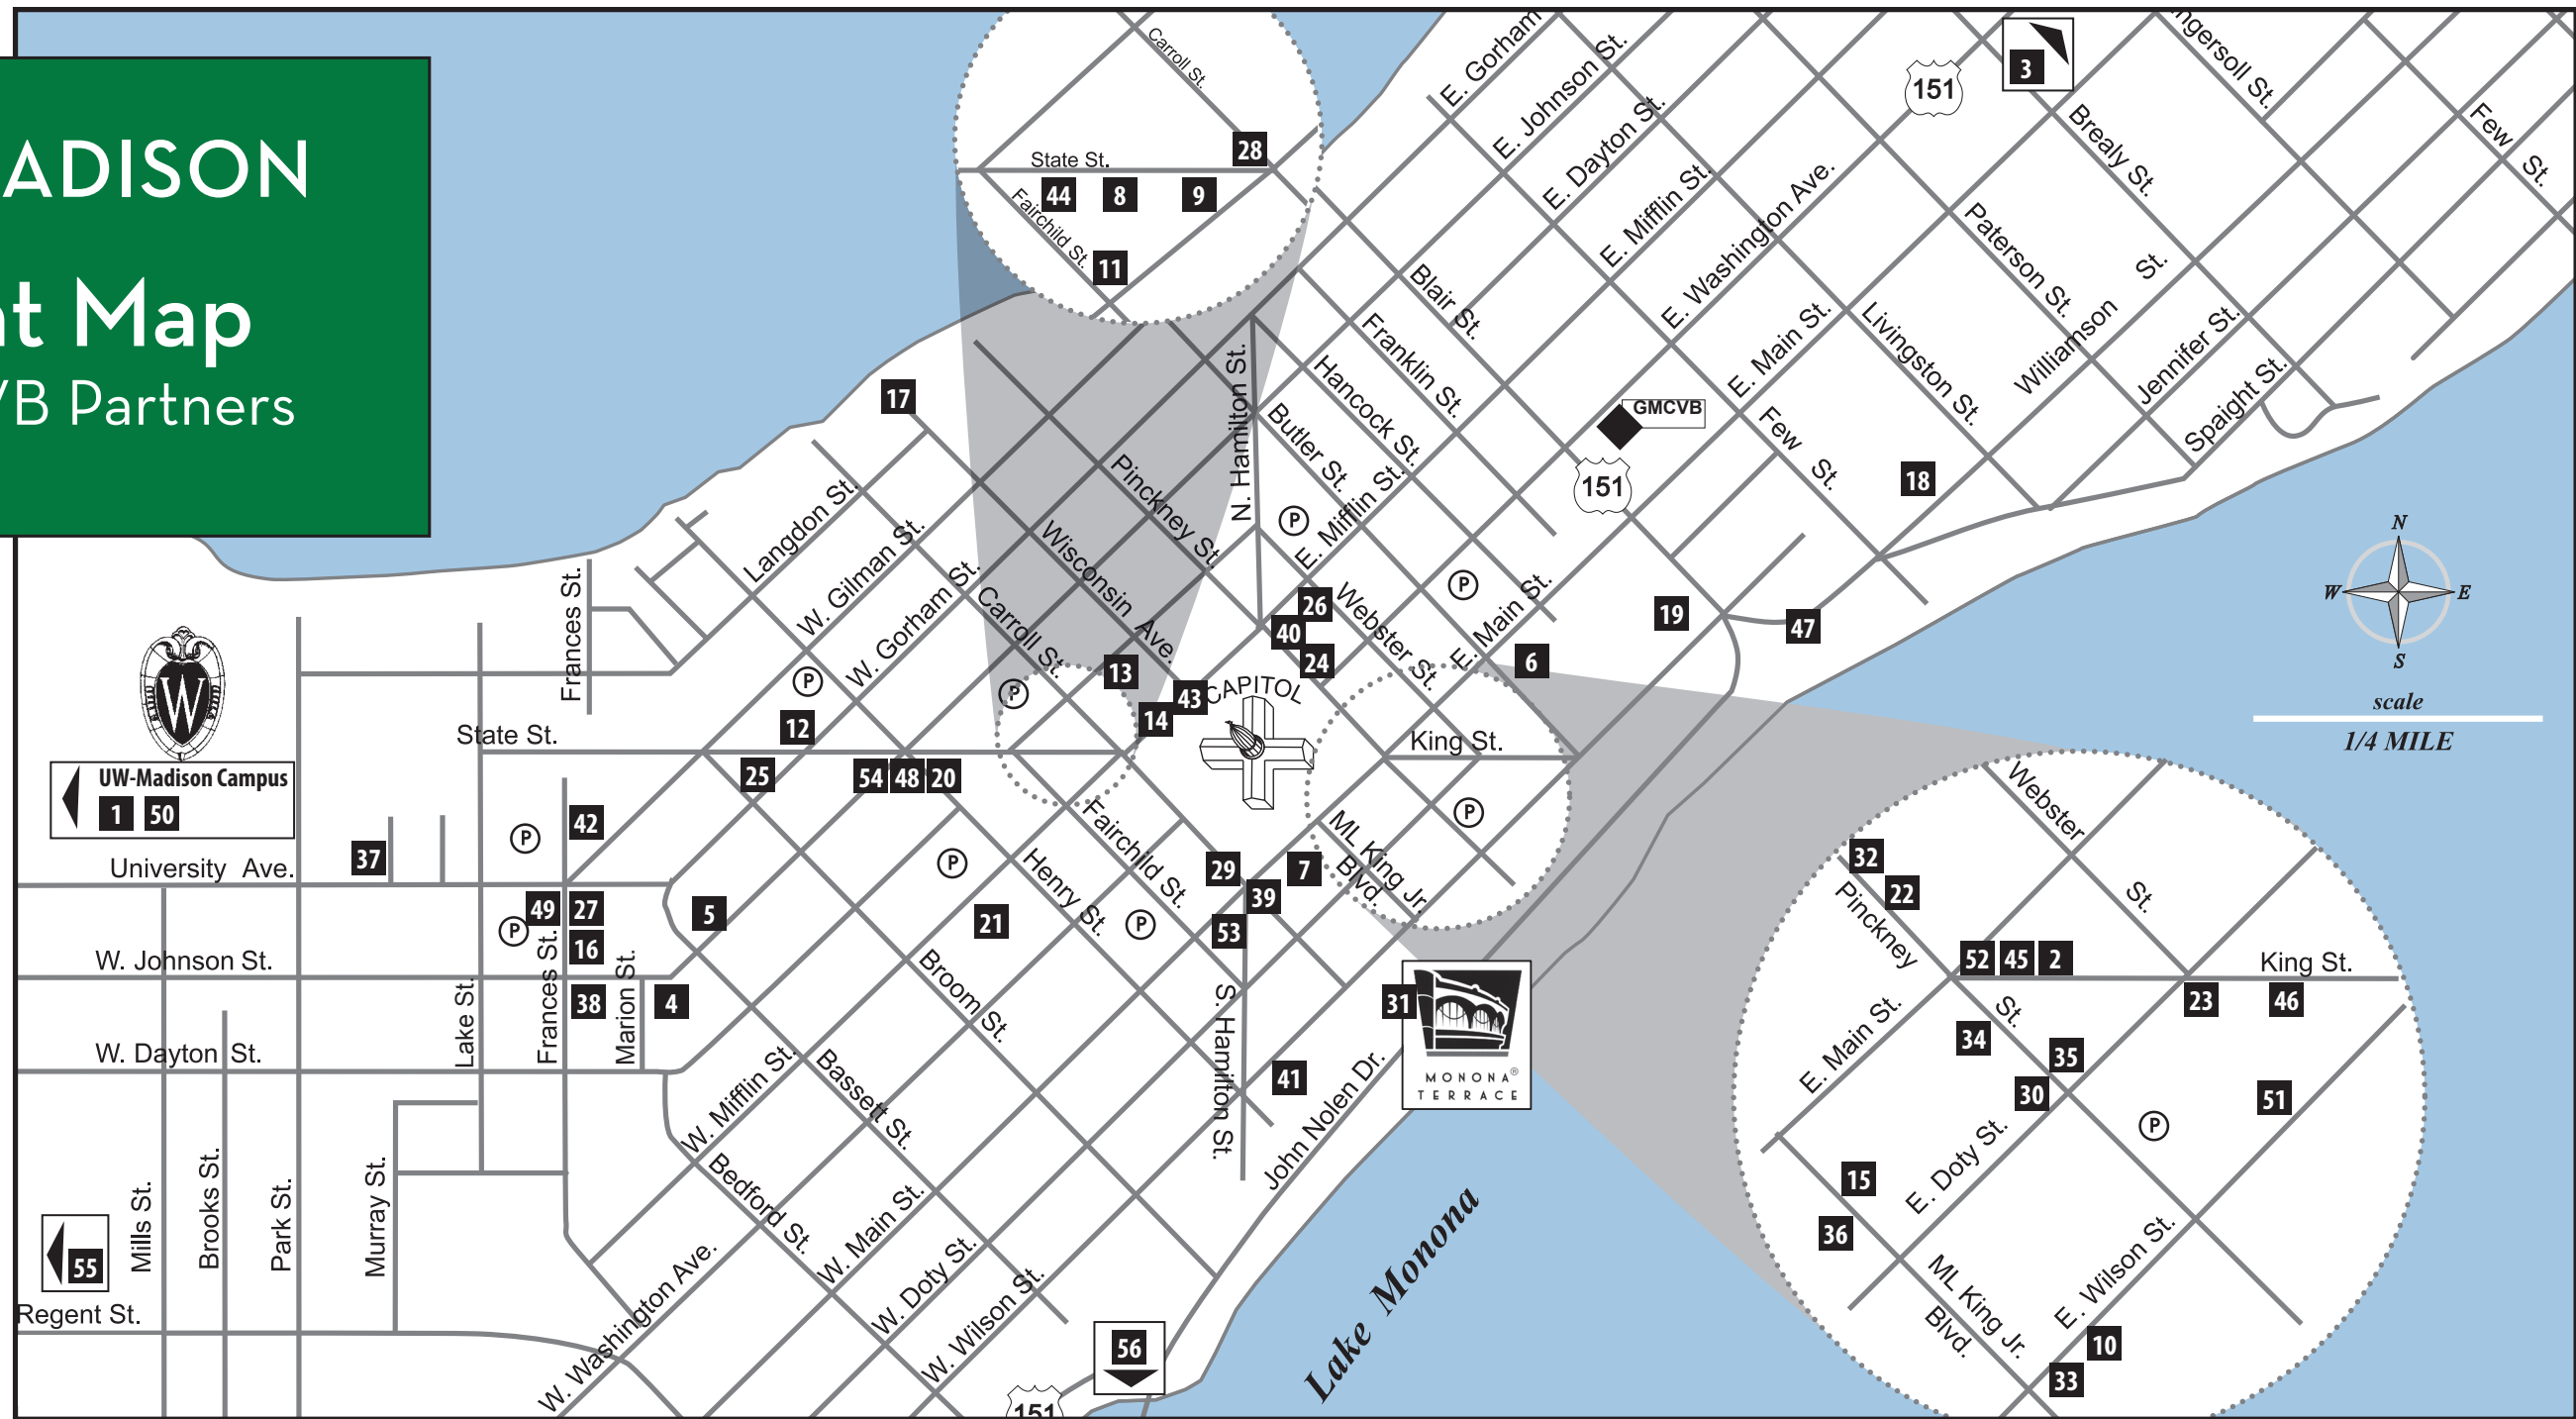 ADISON
nt Map
VB Partners
Carroll St.
State St.
28
44
8
9
Fairchild St.
11
E. Gorham
E. Johnson St.
E. Dayton St.
E. Mifflin St.
E. Washington Ave.
E. Main St.
151
3
ngersoll St.
Brealy St.
Few St.
Paterson St.
Williamson St.
Jennifer St.
Spaight St.
Livingston St.
Blair St.
Franklin St.
Hancock St.
Butler St.
N. Hamilton St.
E. Mifflin St.
GMCVB
Few St.
151
18
17
Pinckney St.
Langdon St.
W. Gilman St.
W. Gorham St.
Wisconsin Ave.
Carroll St.
P
P
26
40
24
Webster St.
E. Main St.
6
19
47
N
W
E
S
scale
1/4 MILE
Frances St.
P
P
13
43
14
CAPITOL
12
State St.
25
54
48
20
King St.
P
W
UW-Madison Campus
1
50
42
P
37
University Ave.
Fairchild St.
Henry St.
P
29
7
39
53
ML King Jr.
Blvd.
49
27
P
16
5
21
P
W. Johnson St.
Frances St.
Marion St.
Lake St.
38
4
Broom St.
S. Hamilton St.
31
MONONA®
TERRACE
41
John Nolen Dr.
W. Dayton St.
W. Mifflin St.
Bassett St.
Bedford St.
W. Main St.
W. Washington Ave.
W. Doty St.
W. Wilson St.
Mills St.
Brooks St.
Park St.
Murray St.
55
Regent St.
151
56
Lake Monona
Webster St.
32
22
Pinckney St.
52
45
2
King St.
23
46
E. Main St.
34
35
30
P
51
15
E. Doty St.
36
E. Wilson St.
ML King Jr.
Blvd.
10
33